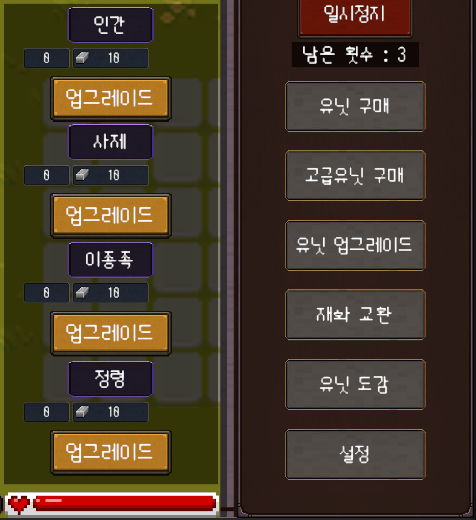 인간
0 10
업그레이드
사제
0 10
업그레이드
이종족
0 10
업그레이드
정령
0 10
업그레이드
일시정지
남은 횟수 : 3
유닛 구매
고급유닛 구매
유닛 업그레이드
재화 교환
유닛 도감
설정